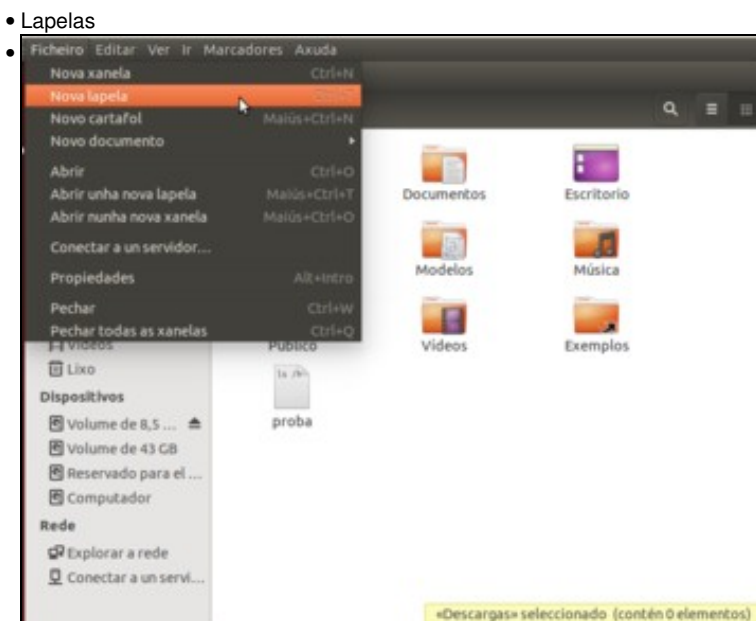 Lapelas
Ficheiro Editar Ver Ir Marcadores Axuda
Nova xanela Ctrl+N
Nova lapela Ctrl+T
Novo cartafol Maiús+Ctrl+N
Novo documento
Abrir Ctrl+O
Abrir unha nova lapela Maiús+Ctrl+T
Abrir nunha nova xanela Maiús+Ctrl+O
Conectar a un servidor...
Propiedades Alt+Intro
Pechar Ctrl+W
Pechar todas as xanelas Ctrl+Q
Documentos Escritorio
Modelos Música
Vídeos Público Vídeos Exemplos
Lixo
Dispositivos
Volume de 8,5 ... proba
Volume de 43 GB
Reservado para el ...
Computador
Rede
Explorar a rede
Conectar a un servi...
«Descargas» seleccionado (contén 0 elementos)